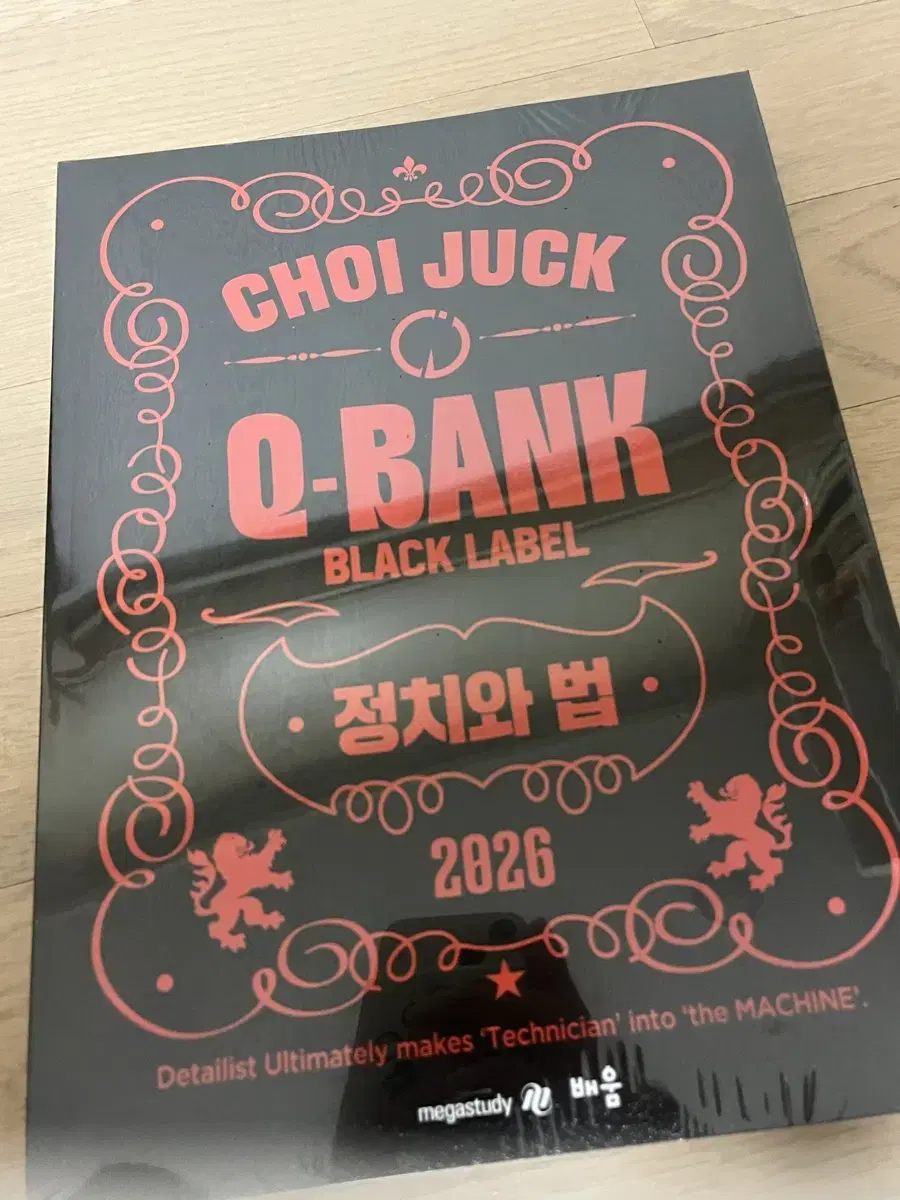 CHOI JUCK
Q-BANK
BLACK LABEL
정치와 법
2026
Detailist Ultimately makes 'Technician' into 'the MACHINE'.
megastudy 배움